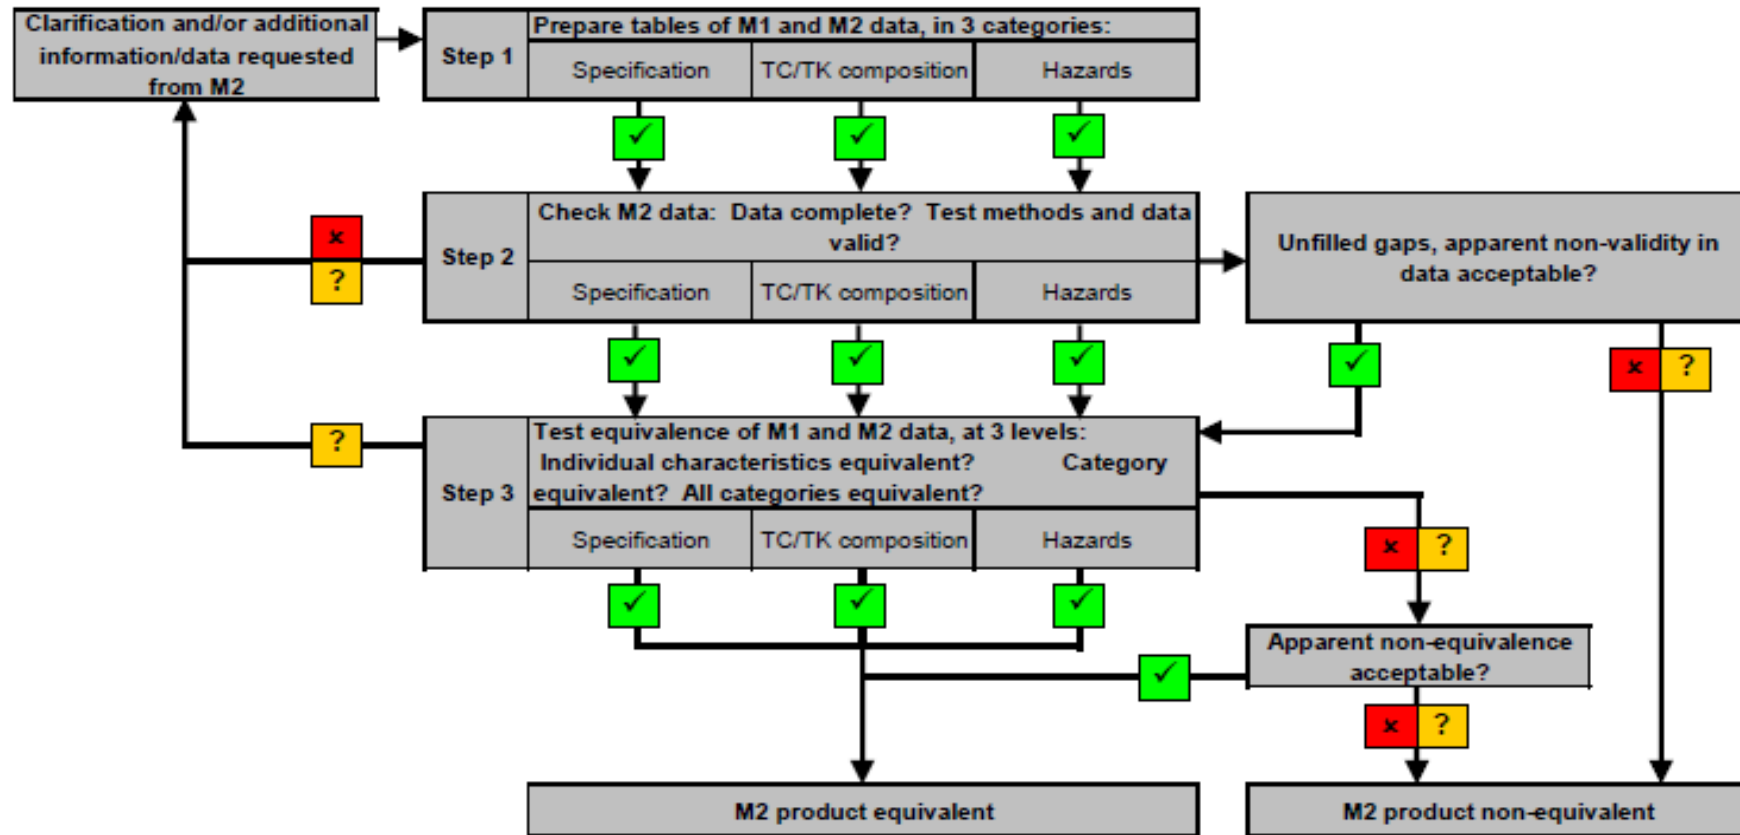 Clarification and/or additional
information/data requested
from M2
Step 1
Prepare tables of M1 and M2 data, in 3 categories:
Specification
TC/TK composition
Hazards
✓
✓
✓
Step 2
Check M2 data: Data complete? Test methods and data
valid?
Specification
TC/TK composition
Hazards
x
?
Unfilled gaps, apparent non-validity in
data acceptable?
✓
✓
✓
✓
x
?
Step 3
Test equivalence of M1 and M2 data, at 3 levels:
Individual characteristics equivalent? Category
equivalent? All categories equivalent?
Specification
TC/TK composition
Hazards
?
x
?
✓
✓
✓
Apparent non-equivalence
acceptable?
✓
x
?
M2 product equivalent
M2 product non-equivalent